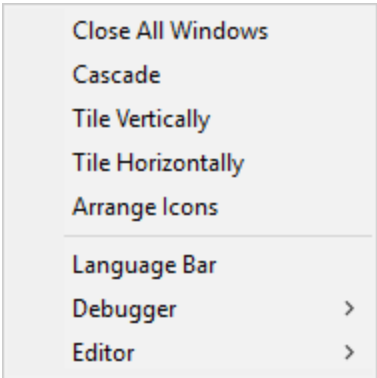 Close All Windows
Cascade
Tile Vertically
Tile Horizontally
Arrange Icons
Language Bar
Debugger
Editor